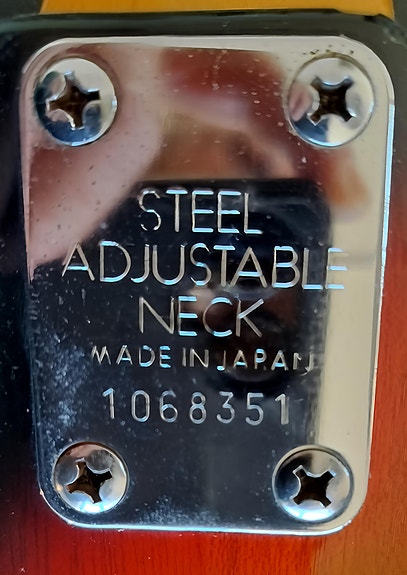 STEEL
ADJUSTABLE
NECK
MADE IN JAPAN
1068351